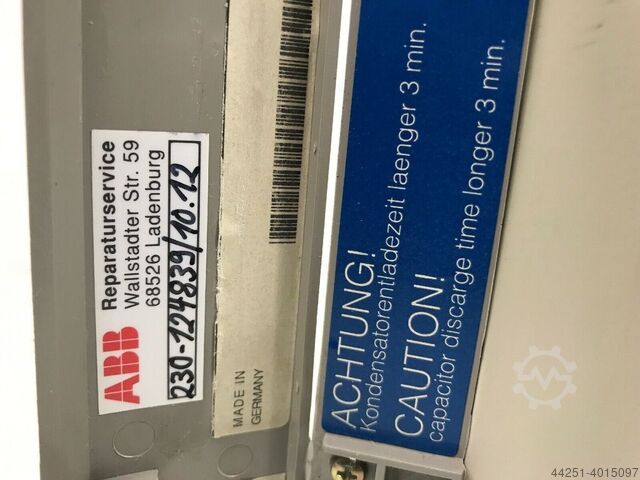 ABB
Reparaturservice
Wallstadter Str. 59
68526 Ladenburg
230-124839/10.12
MADE IN
GERMANY
ACHTUNG!
Kondensatorentladezeit laenger 3 min.
CAUTION!
capacitor discharge time longer 3 min.
44251-4015097